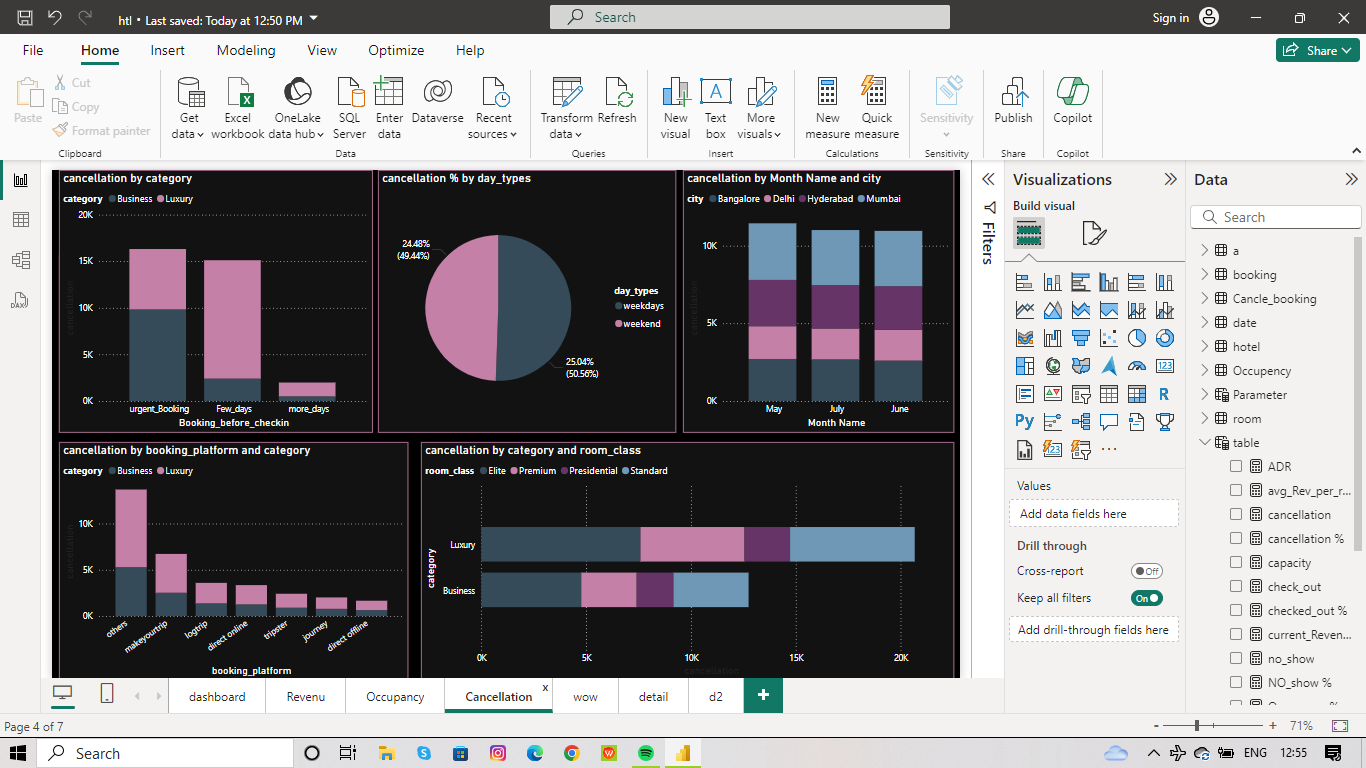 htl • Last saved: Today at 12:50 PM
Search
Sign in
File Home Insert Modeling View Optimize Help
Share
Paste
Cut
Copy
Format painter
Clipboard
Get data
Excel workbook
OneLake data hub
SQL Server
Enter data
Dataverse
Recent sources
Data
Transform data
Refresh
Queries
New visual
Text box
More visuals
Insert
New measure
Quick measure
Calculations
Sensitivity
Sensitivity
Publish
Share
Copilot
Copilot
cancellation by category
category Business Luxury
20K
15K
10K
5K
0K
cancellation
urgent_Booking Few_days more_days
Booking_before_checkin
cancellation % by day_types
24.48%
(49.44%)
25.04%
(50.56%)
day_types
weekdays
weekend
cancellation by Month Name and city
city Bangalore Delhi Hyderabad Mumbai
10K
5K
0K
cancellation
May July June
Month Name
cancellation by booking_platform and category
category Business Luxury
10K
5K
0K
cancellation
others makeyourtrip logtrip direct online tripster journey direct offline
booking_platform
cancellation by category and room_class
room_class Elite Premium Presidential Standard
category
Luxury
Business
0K 5K 10K 15K 20K
cancellation
Filters
Visualizations
Build visual
123
R
Py
123
Values
Add data fields here
Drill through
Cross-report Off
Keep all filters On
Add drill-through fields here
Data
Search
a
booking
Cancle_booking
date
hotel
Occupency
Parameter
room
table
ADR
avg_Rev_per_r...
cancellation
cancellation %
capacity
check_out
checked_out %
current_Reven...
no_show
NO_show %
dashboard Revenu Occupancy Cancellation x wow detail d2 +
Page 4 of 7
- + 71%
Search
ENG 12:55